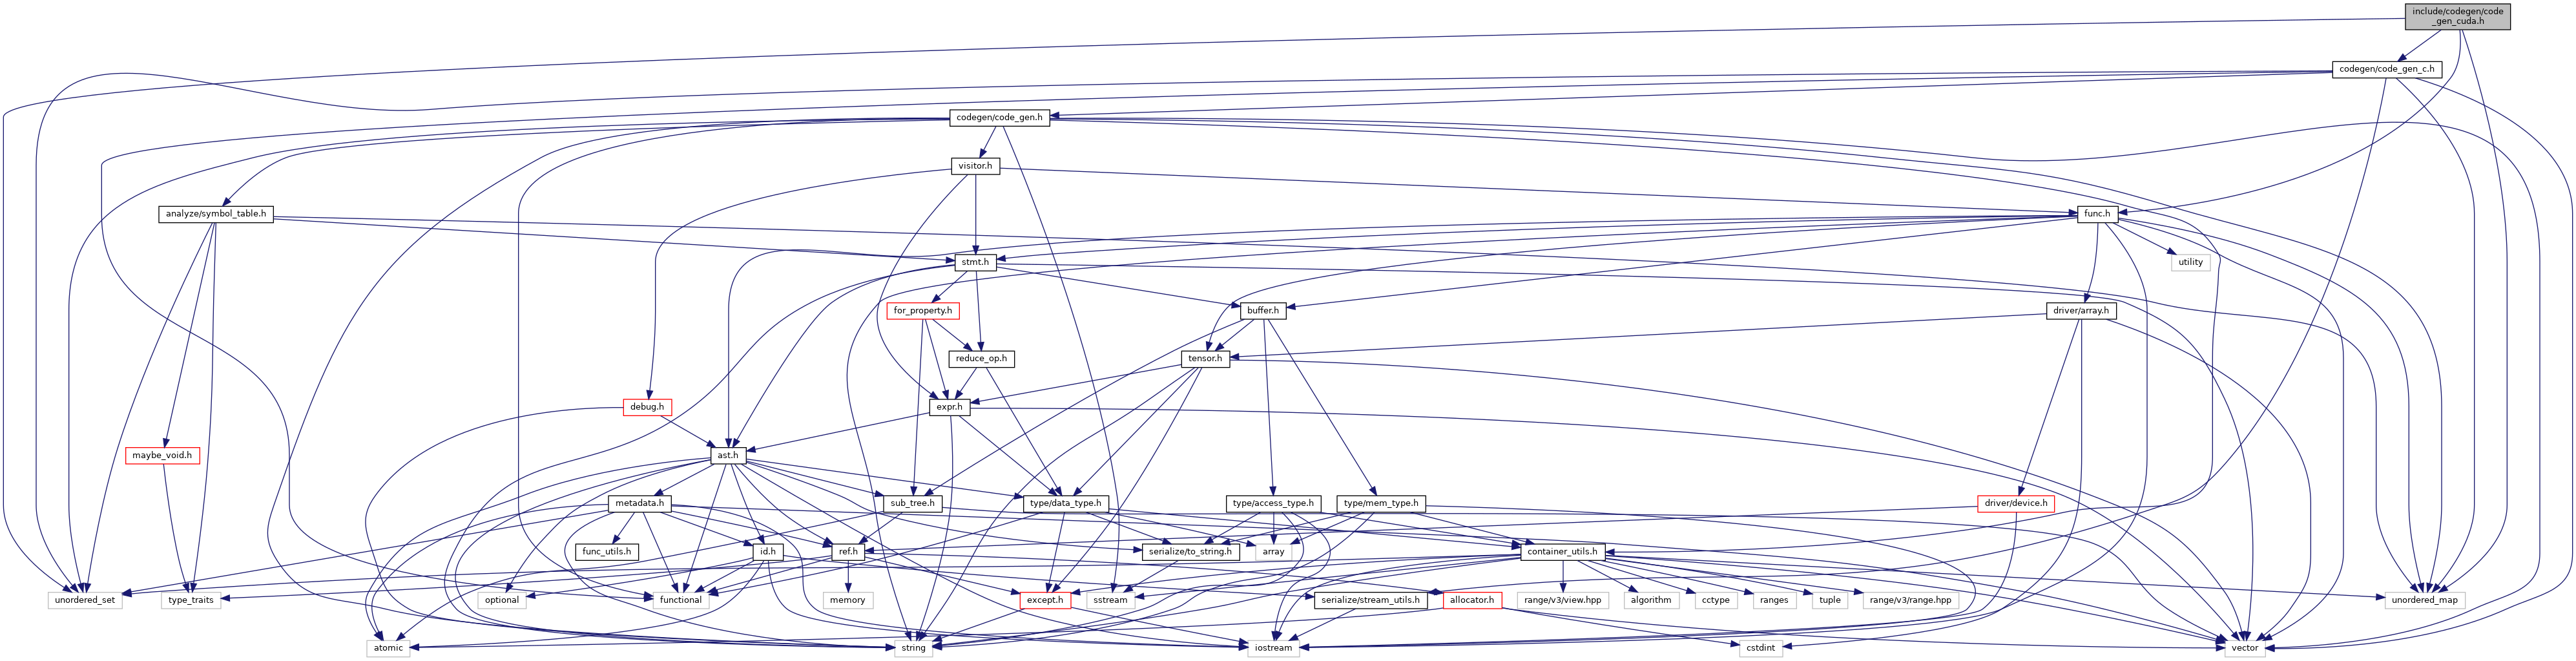 include/codegen/code
_gen_cuda.h
codegen/code_gen_c.h
codegen/code_gen.h
visitor.h
analyze/symbol_table.h
func.h
stmt.h
utility
for_property.h
buffer.h
driver/array.h
reduce_op.h
tensor.h
debug.h
expr.h
maybe_void.h
ast.h
metadata.h
sub_tree.h
type/data_type.h
type/access_type.h
type/mem_type.h
driver/device.h
func_utils.h
id.h
ref.h
serialize/to_string.h
array
container_utils.h
unordered_set
type_traits
optional
functional
memory
except.h
sstream
serialize/stream_utils.h
allocator.h
range/v3/view.hpp
algorithm
cctype
ranges
tuple
range/v3/range.hpp
unordered_map
atomic
string
iostream
cstdint
vector